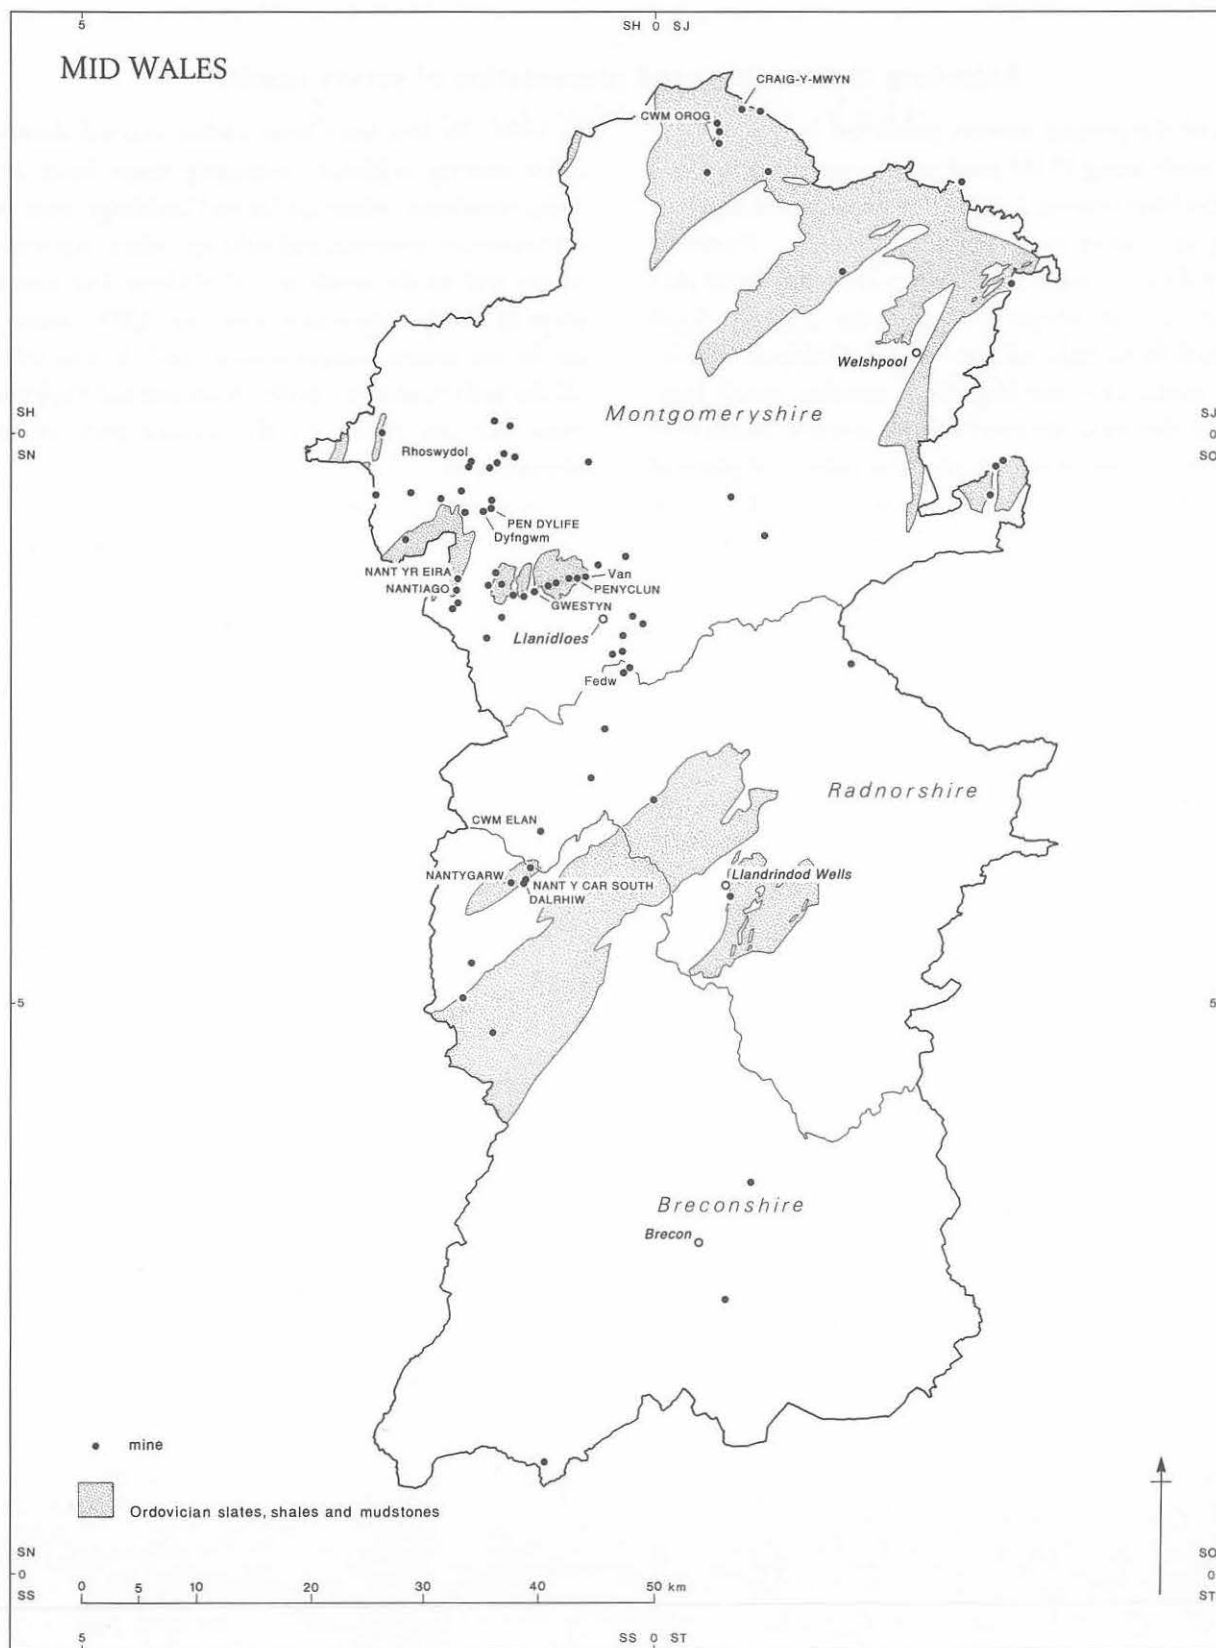 5
SH 0 SJ
MID WALES
CRAIG-Y-MWYN
CWM OROG
Welshpool
Montgomeryshire
SH
0
SN
SJ
0
SO
Rhoswydol
PEN DYLIFE
Dyfngwm
NANT YR EIRA
Van
NANTIAGO
PENYCLUN
GWESTYN
Llanidloes
Fedw
Radnorshire
CWM ELAN
Llandrindod Wells
NANTYGARW
NANT Y CAR SOUTH
DALRHIW
5
5
Breconshire
Brecon
mine
Ordovician slates, shales and mudstones
SN
0
SS
SO
0
ST
0 5 10 20 30 40 50 km
5
SS 0 ST